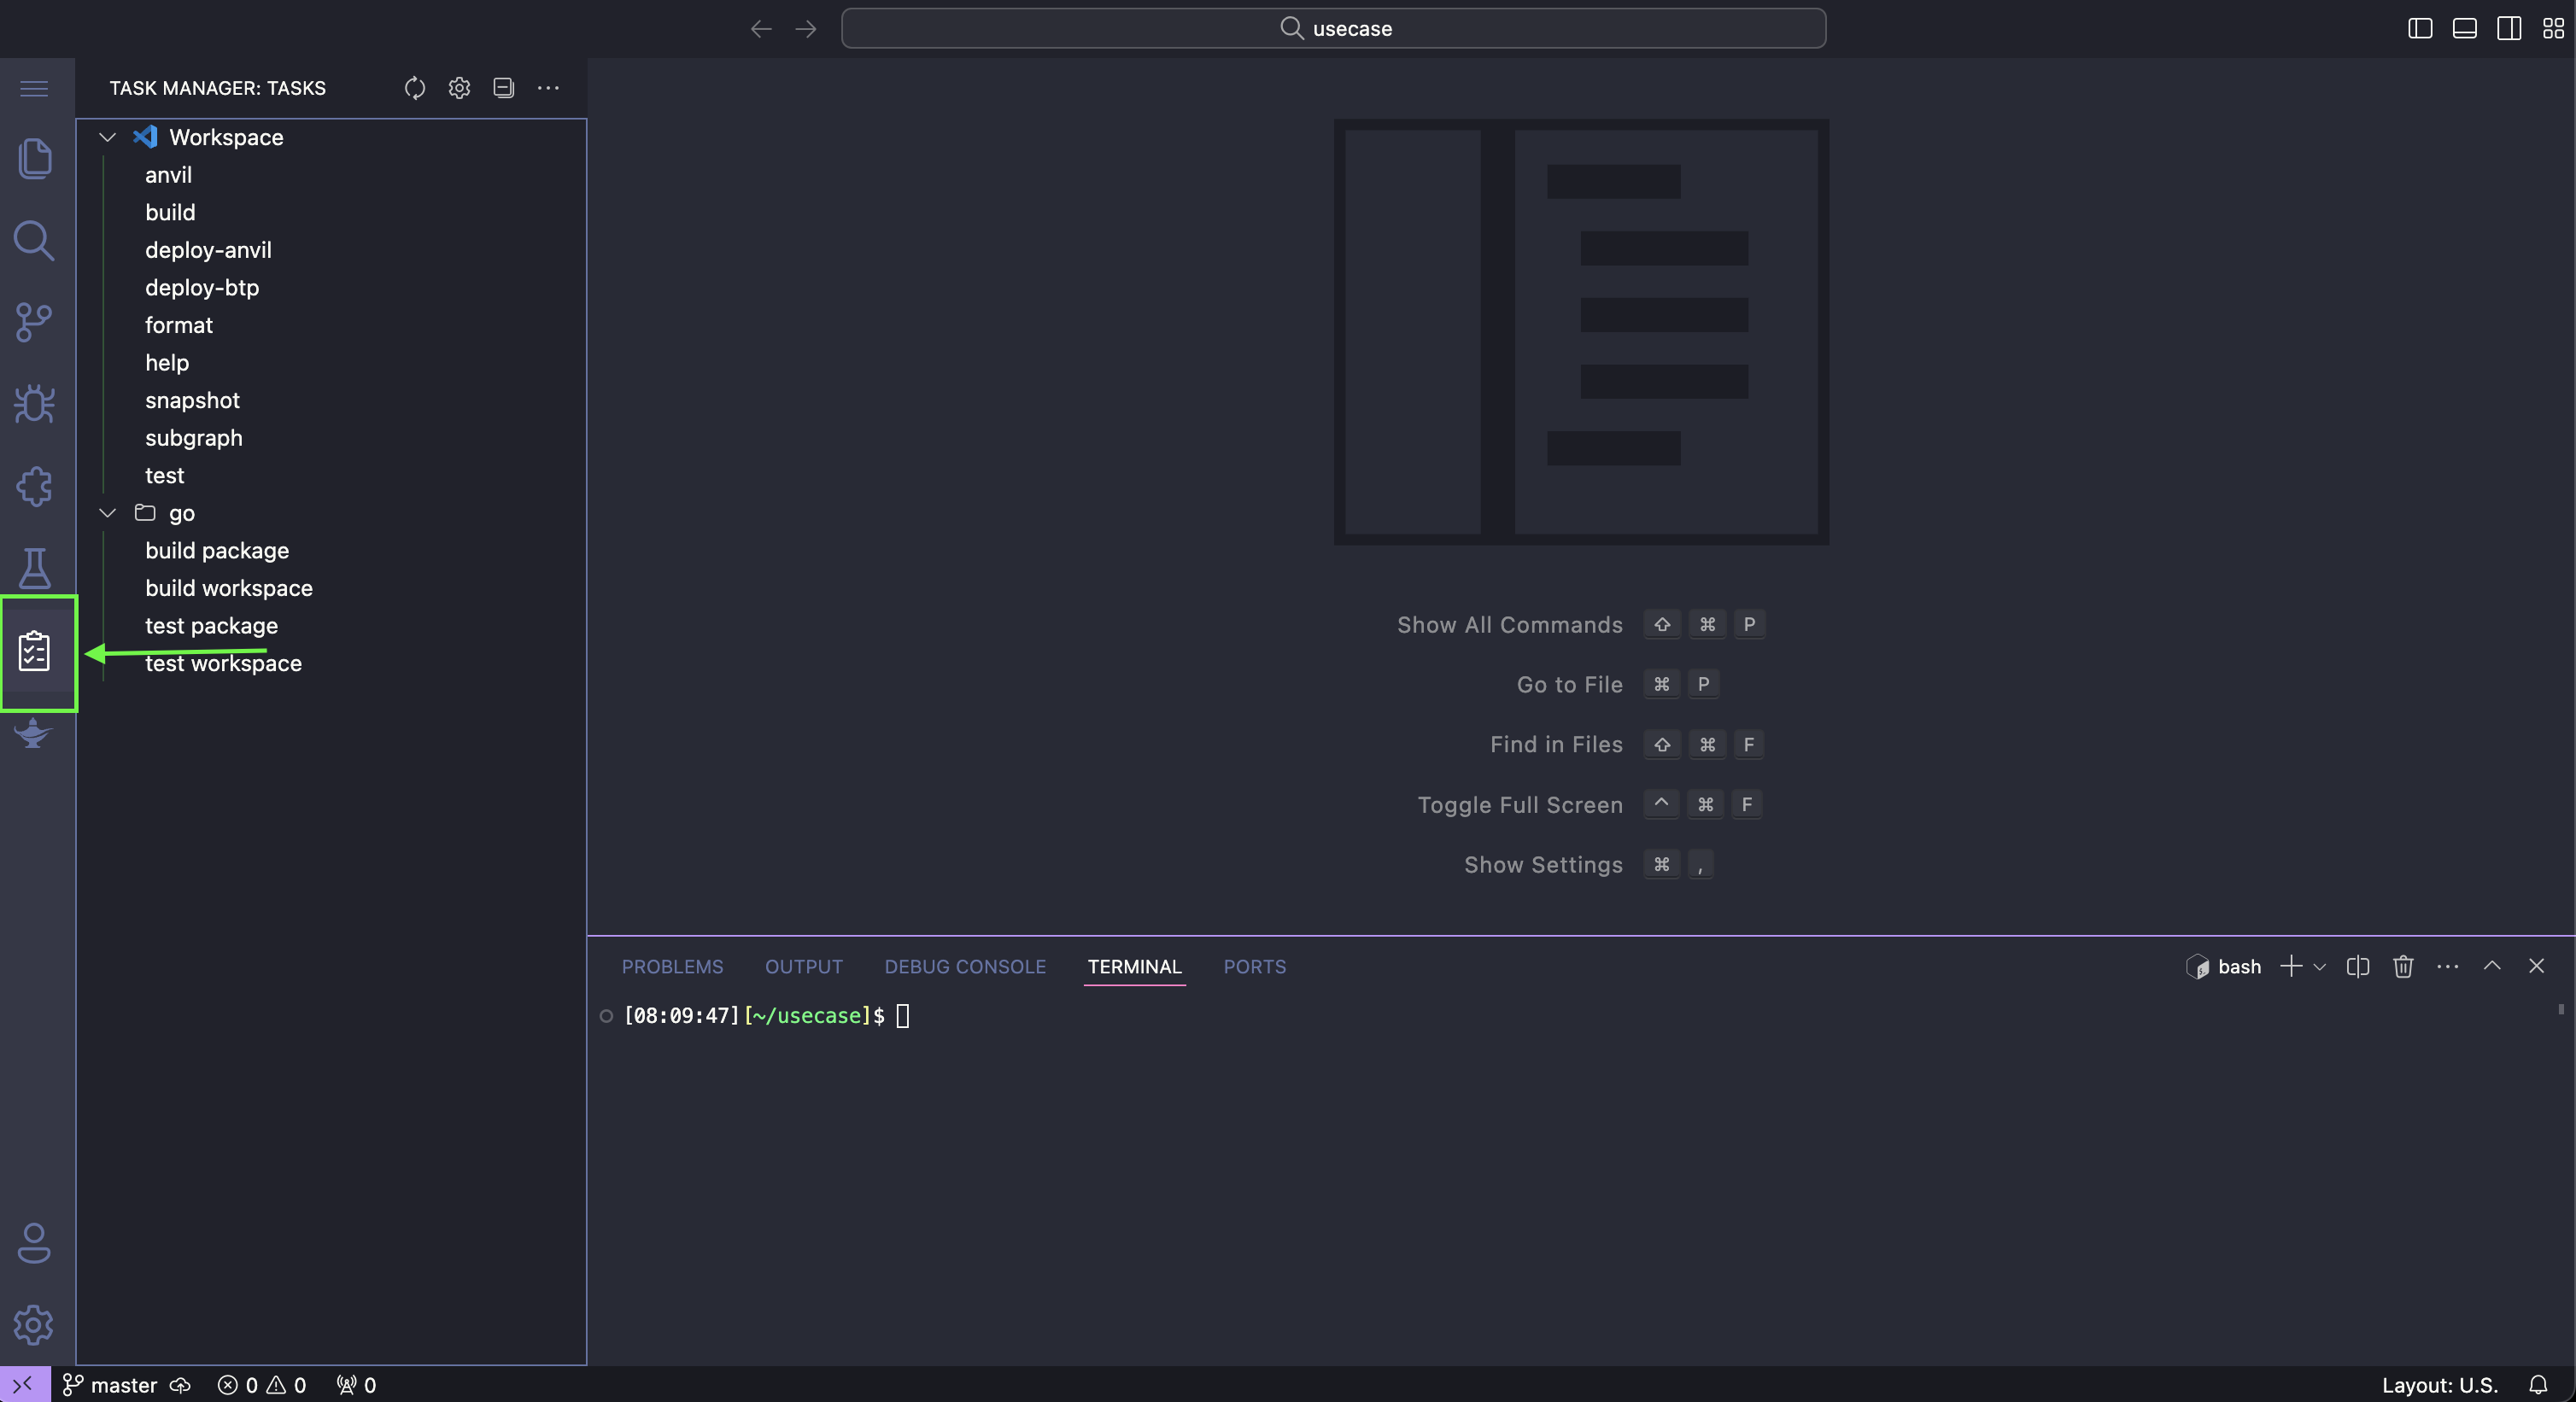 usecase
TASK MANAGER: TASKS
Workspace
anvil
build
deploy-anvil
deploy-btp
format
help
snapshot
subgraph
test
go
build package
build workspace
test package
test workspace
Show All Commands ⇧ ⌘ P
Go to File ⌘ P
Find in Files ⇧ ⌘ F
Toggle Full Screen ^ ⌘ F
Show Settings ⌘ ,
PROBLEMS OUTPUT DEBUG CONSOLE TERMINAL PORTS
bash
[08:09:47][~/usecase]$
master 0 0 0
Layout: U.S.